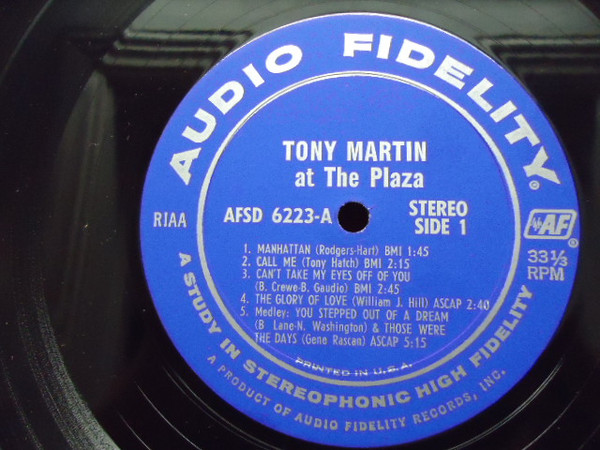 AUDIO FIDELITY®
TONY MARTIN
at The Plaza
RIAA
AFSD 6223-A
STEREO
SIDE 1
AF®
33 1/3
RPM
1. MANHATTAN (Rodgers-Hart) BMI 1:45
2. CALL ME (Tony Hatch) BMI 2:15
3. CAN'T TAKE MY EYES OFF OF YOU
(B. Crewe-B. Gaudio) BMI 2:45
4. THE GLORY OF LOVE (William J. Hill) ASCAP 2:40
5. Medley: YOU STEPPED OUT OF A DREAM
(B Lane-N. Washington) & THOSE WERE
THE DAYS (Gene Rascan) ASCAP 5:15
PRINTED IN U.S.A.
A STUDY IN STEREOPHONIC HIGH FIDELITY
A PRODUCT OF AUDIO FIDELITY RECORDS, INC.